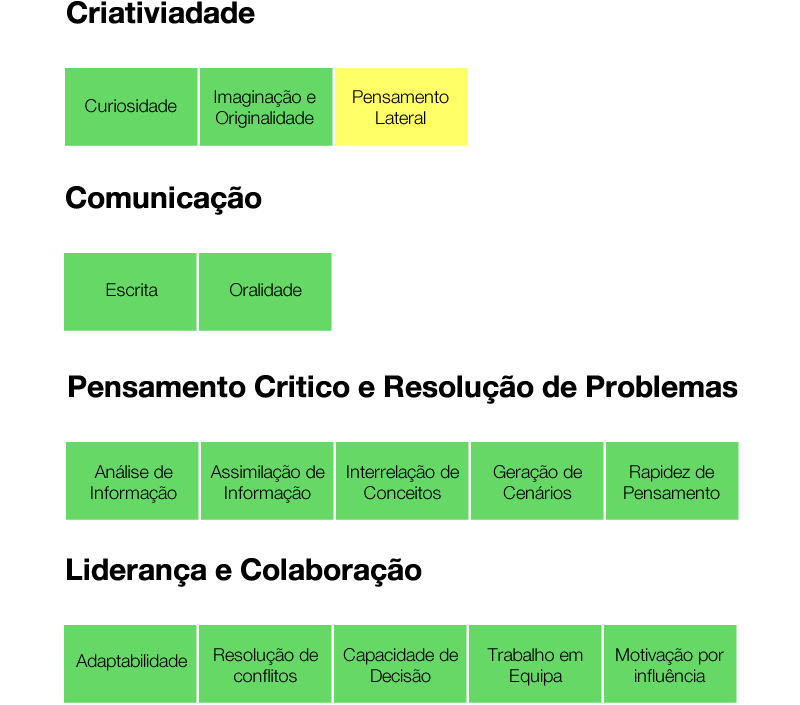 Criativiadade
Curiosidade
Imaginação e
Originalidade
Pensamento
Lateral
Comunicação
Escrita
Oralidade
Pensamento Critico e Resolução de Problemas
Análise de
Informação
Assimilação de
Informação
Interrelação de
Conceitos
Geração de
Cenários
Rapidez de
Pensamento
Liderança e Colaboração
Adaptabilidade
Resolução de
conflitos
Capacidade de
Decisão
Trabalho em
Equipa
Motivação por
influência